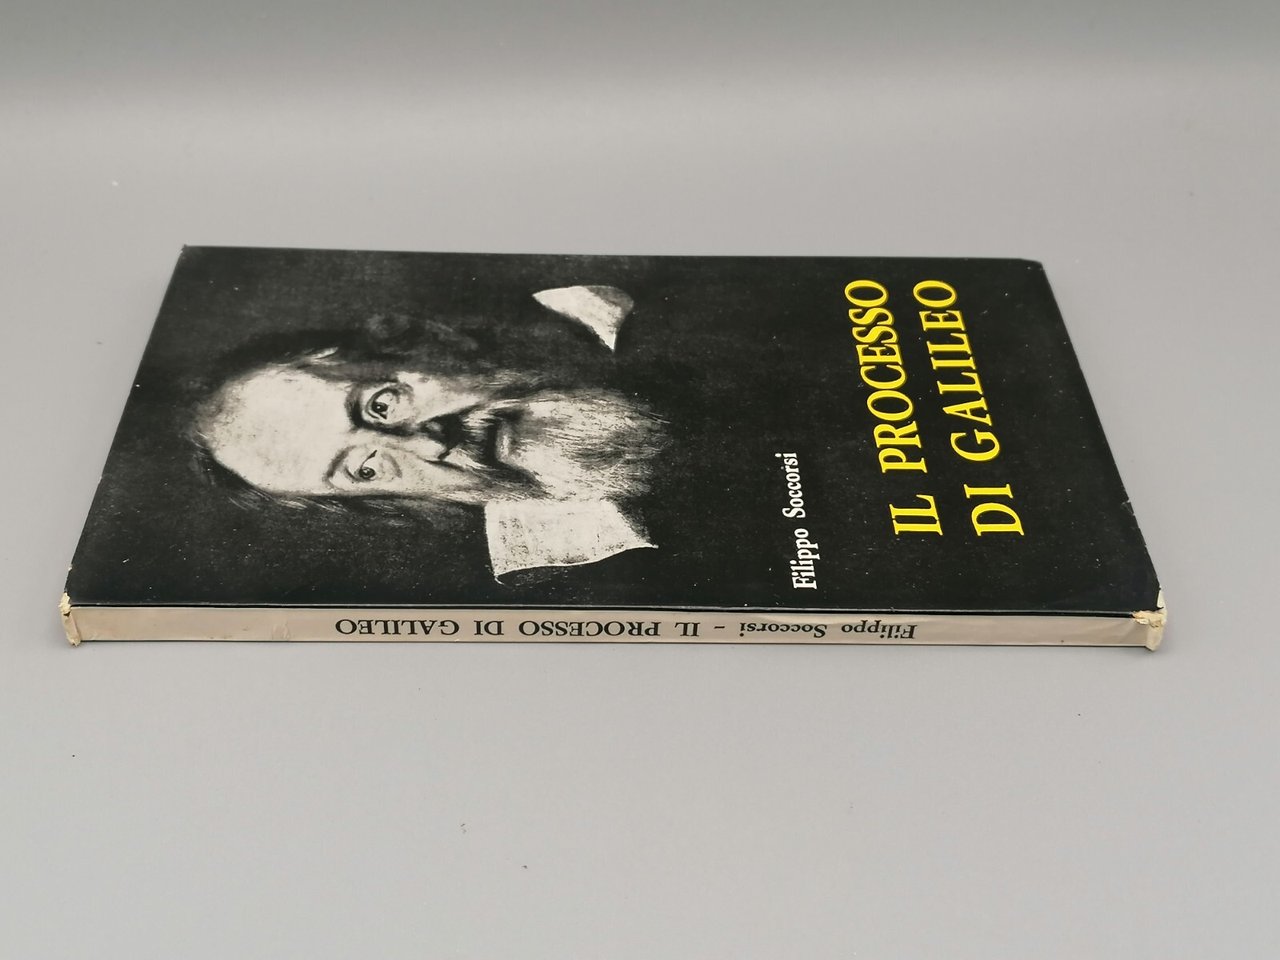 Filippo Soccorsi
IL PROCESSO
DI GALILEO
Filippo Soccorsi - IL PROCESSO DI GALILEO